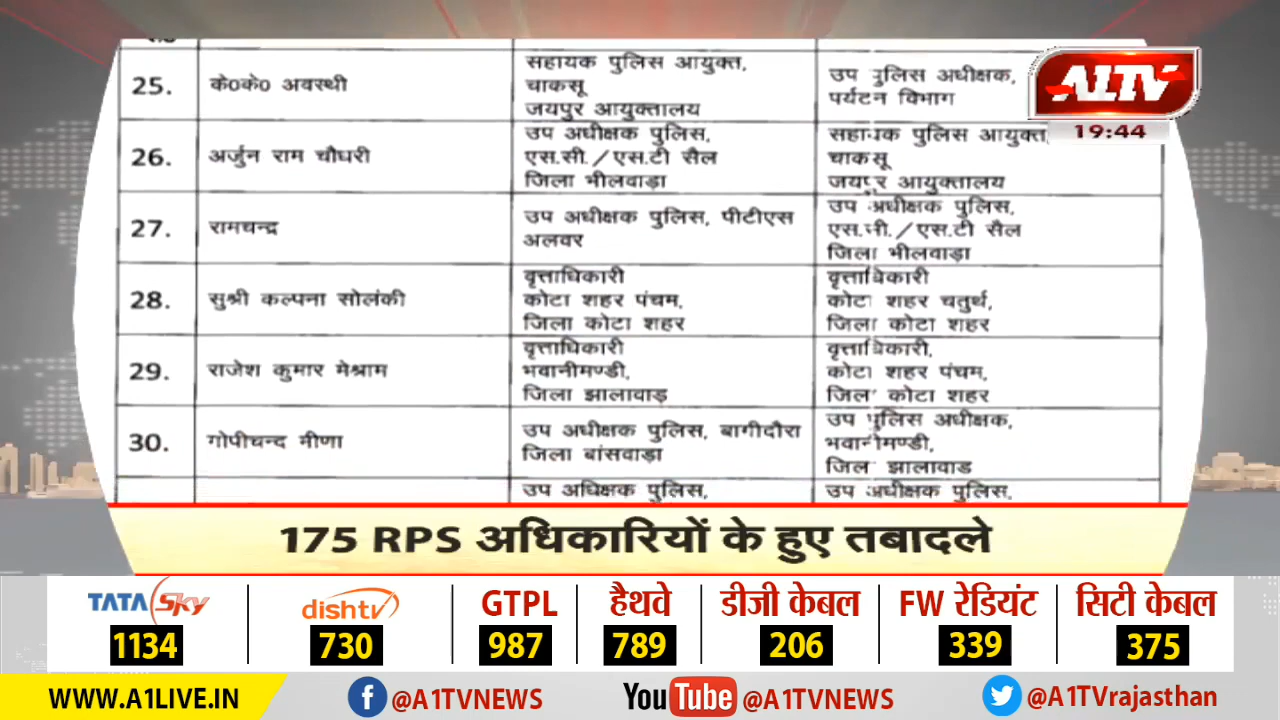 25.
के0के0 अवस्थी
सहायक पुलिस आयुक्त,
चाकसू
जयपुर आयुक्तालय
उप पुलिस अधीक्षक,
पर्यटन विभाग
26.
अर्जुन राम चौधरी
उप अधीक्षक पुलिस,
एस.सी./एस.टी सैल
जिला भीलवाड़ा
सहायक पुलिस आयुक्त,
चाकसू
जयपुर आयुक्तालय
27.
रामचन्द्र
उप अधीक्षक पुलिस, पीटीएस
अलवर
उप अधीक्षक पुलिस,
एस.सी./एस.टी सैल
जिला भीलवाड़ा
28.
सुश्री कल्पना सोलंकी
वृत्ताधिकारी
कोटा शहर पंचम,
जिला कोटा शहर
वृत्ताधिकारी
कोटा शहर चतुर्थ,
जिला कोटा शहर
29.
राजेश कुमार मेश्राम
वृत्ताधिकारी
भवानीमण्डी,
जिला झालावाड़
वृत्ताधिकारी,
कोटा शहर पंचम,
जिला कोटा शहर
30.
गोपीचन्द मीणा
उप अधीक्षक पुलिस, बागीदौरा
जिला बांसवाड़ा
उप पुलिस अधीक्षक,
भवानीमण्डी,
जिला झालावाड
उप अधिक्षक पुलिस,
उप अधीक्षक पुलिस,
A1TV
19:44
175 RPS अधिकारियों के हुए तबादले
TATA Sky
1134
dishtv
730
GTPL
987
हैथवे
789
डीजी केबल
206
FW रेडियंट
339
सिटी केबल
375
WWW.A1LIVE.IN
f @A1TVNEWS
YouTube @A1TVNEWS
@A1TVrajasthan